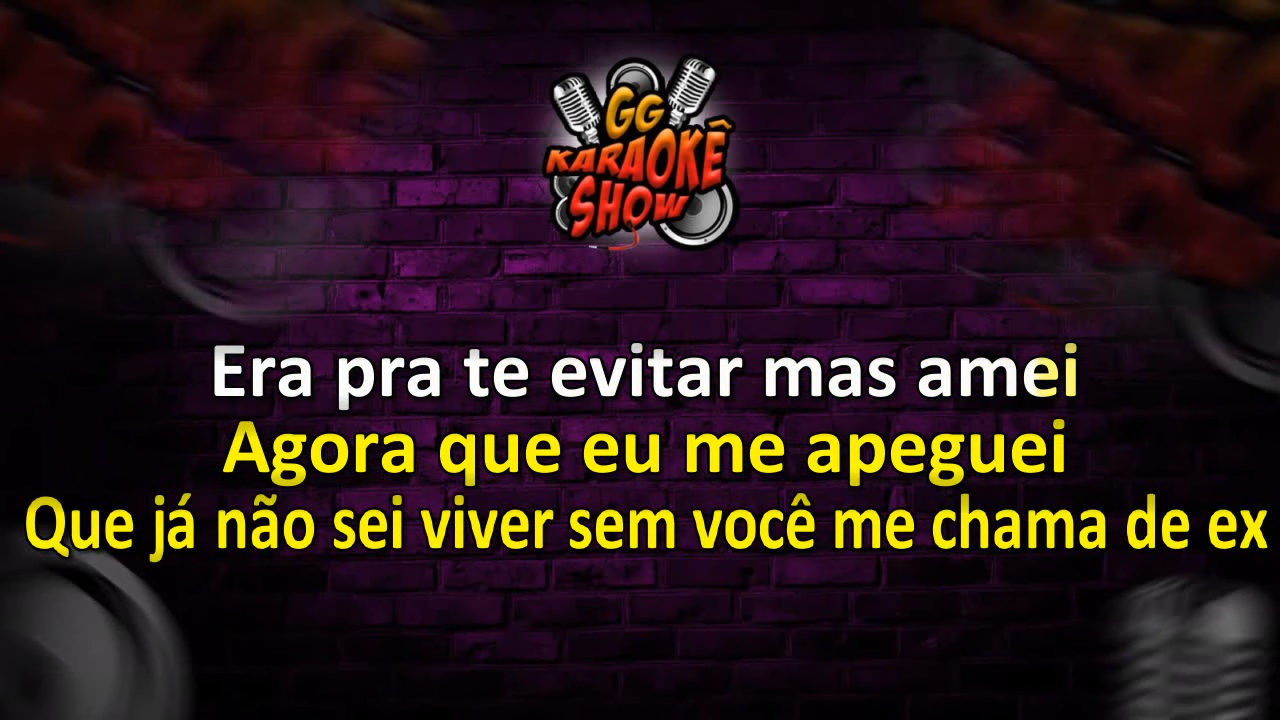 GG
KARAOKÊ
SHOW
Era pra te evitar mas amei
Agora que eu me apeguei
Que já não sei viver sem você me chama de ex